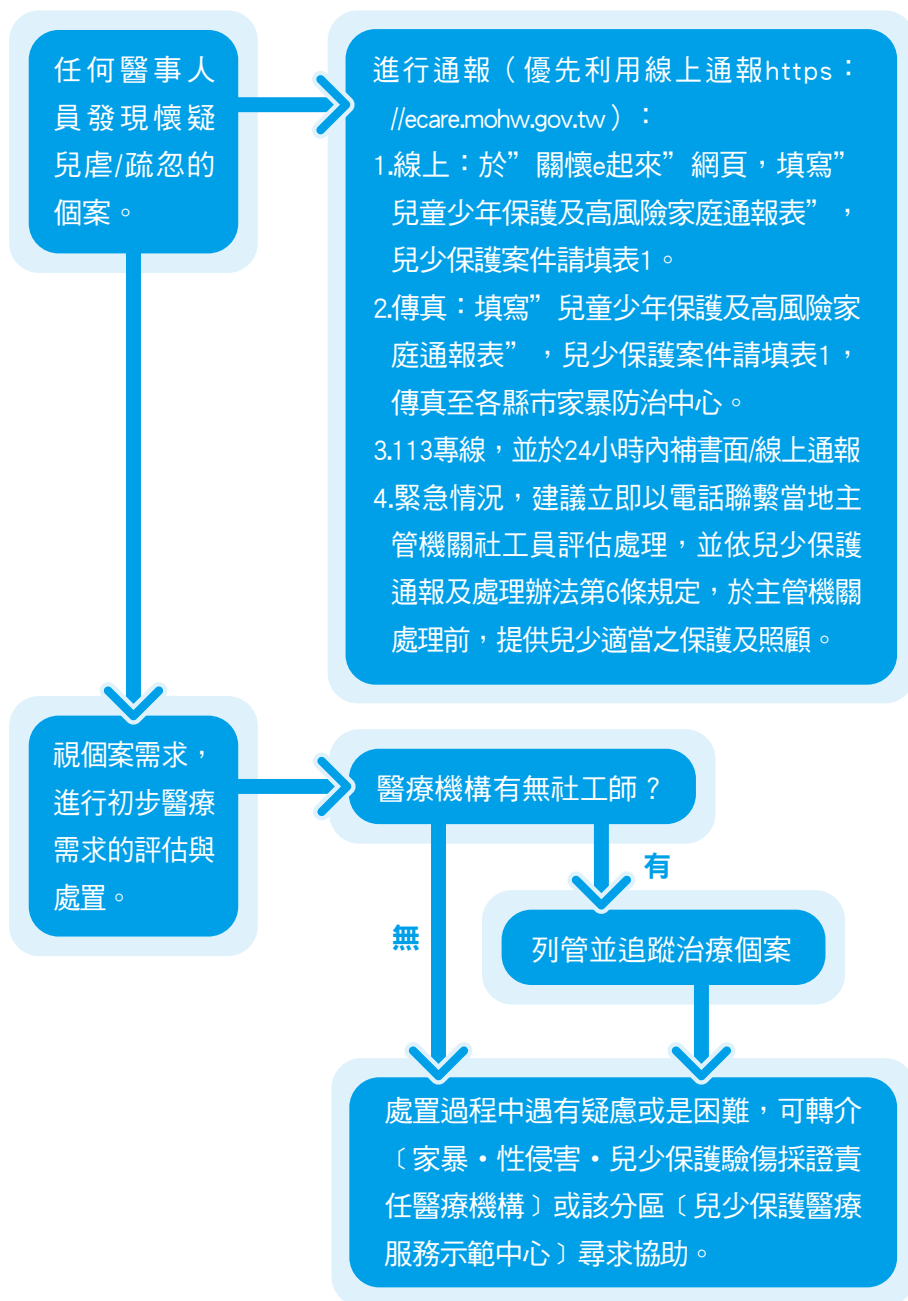 任何醫事人
員發現懷疑
兒虐/疏忽的
個案。
進行通報（優先利用線上通報https：
//ecare.mohw.gov.tw）：
1.線上：於”關懷e起來”網頁，填寫”
兒童少年保護及高風險家庭通報表”，
兒少保護案件請填表1。
2.傳真：填寫”兒童少年保護及高風險家
庭通報表”，兒少保護案件請填表1，
傳真至各縣市家暴防治中心。
3.113專線，並於24小時內補書面/線上通報
4.緊急情況，建議立即以電話聯繫當地主
管機關社工員評估處理，並依兒少保護
通報及處理辦法第6條規定，於主管機關
處理前，提供兒少適當之保護及照顧。
視個案需求，
進行初步醫療
需求的評估與
處置。
醫療機構有無社工師？
有
無
列管並追蹤治療個案
處置過程中遇有疑慮或是困難，可轉介
﹝家暴・性侵害・兒少保護驗傷採證責
任醫療機構﹞或該分區﹝兒少保護醫療
服務示範中心﹞尋求協助。